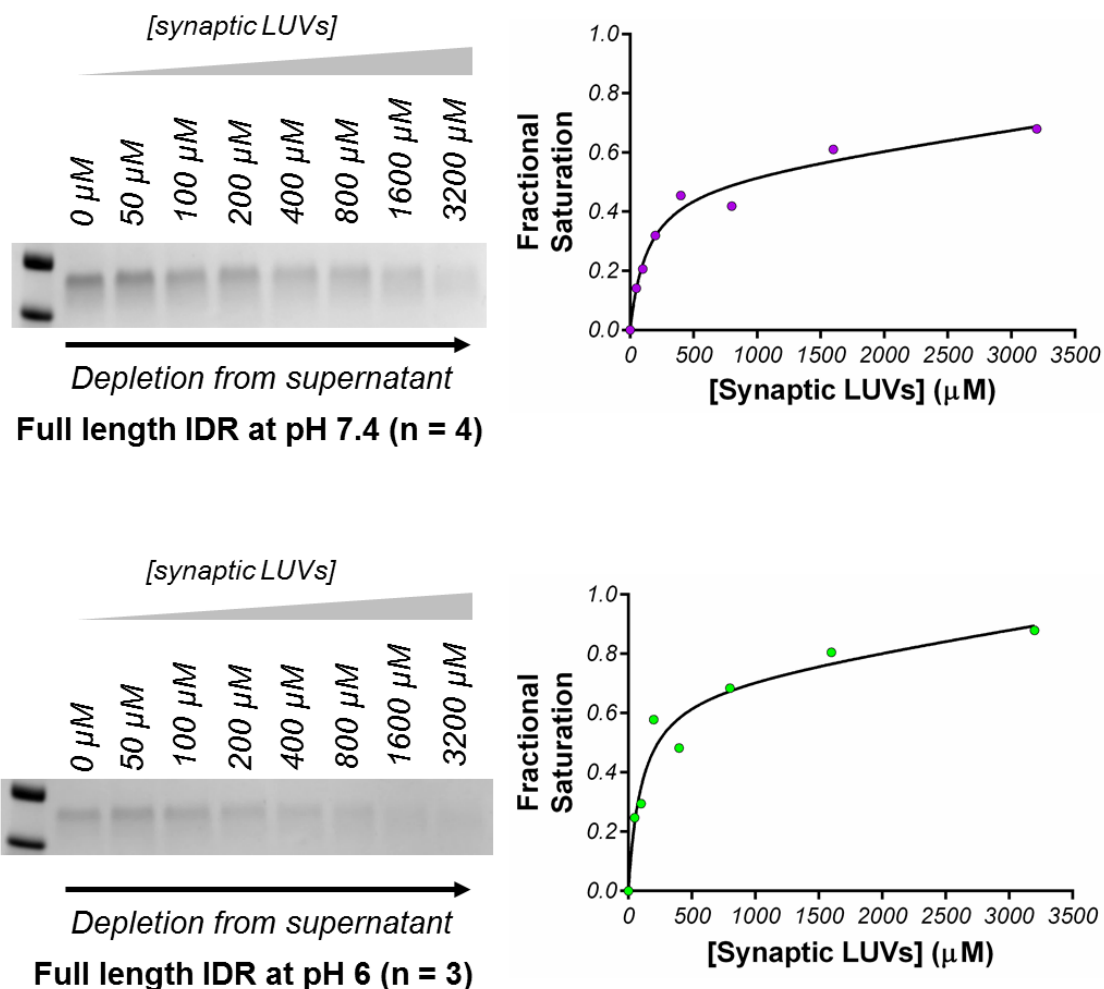 [synaptic LUVs]
0 µM
50 µM
100 µM
200 µM
400 µM
800 µM
1600 µM
3200 µM
Depletion from supernatant
Full length IDR at pH 7.4 (n = 4)
Fractional
Saturation
1.0
0.8
0.6
0.4
0.2
0.0
0 500 1000 1500 2000 2500 3000 3500
[Synaptic LUVs] (µM)
[synaptic LUVs]
0 µM
50 µM
100 µM
200 µM
400 µM
800 µM
1600 µM
3200 µM
Depletion from supernatant
Full length IDR at pH 6 (n = 3)
Fractional
Saturation
1.0
0.8
0.6
0.4
0.2
0.0
0 500 1000 1500 2000 2500 3000 3500
[Synaptic LUVs] (µM)